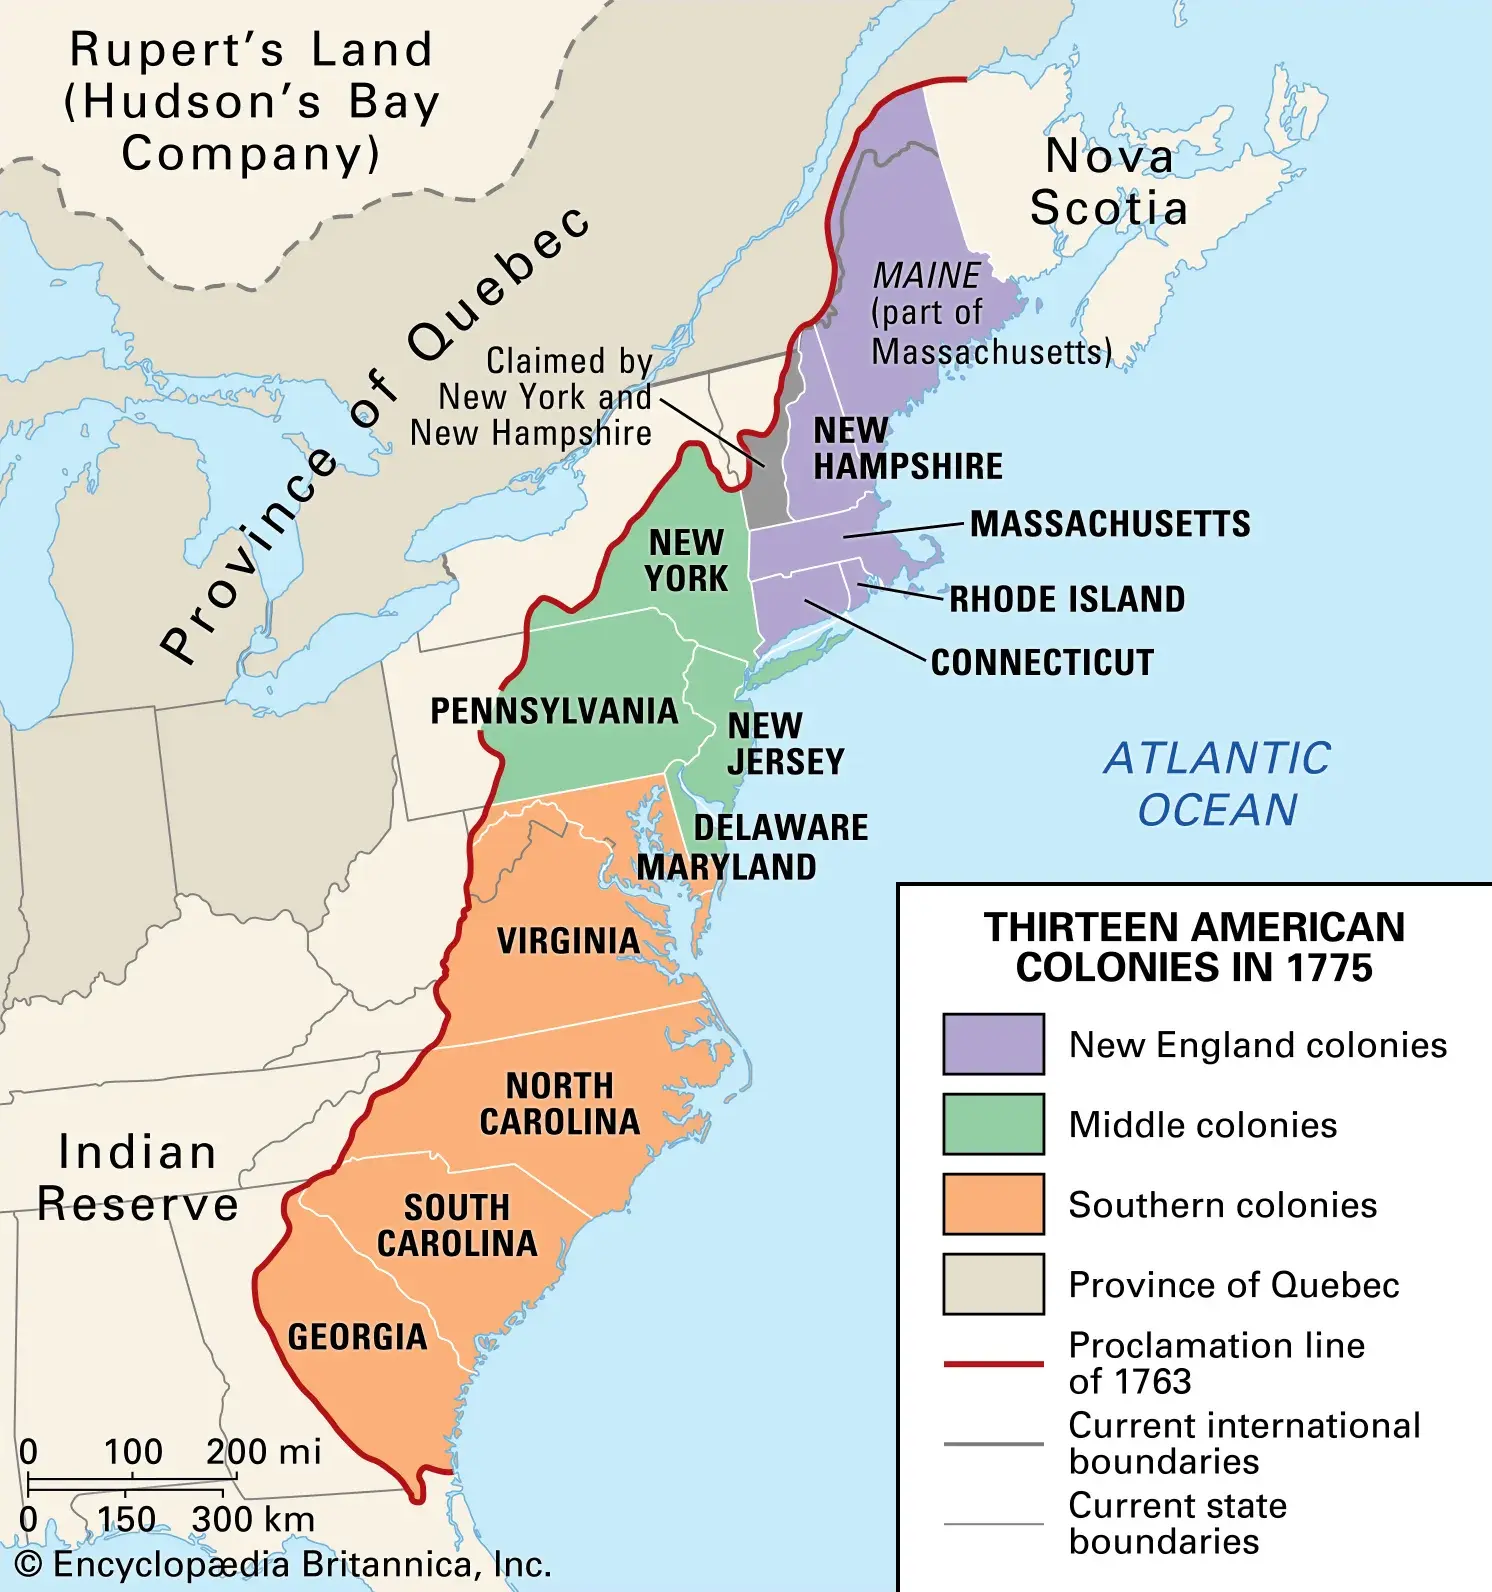 Rupert's Land
(Hudson's Bay
Company)
Province of Quebec
Nova
Scotia
MAINE
(part of
Massachusetts)
Claimed by
New York and
New Hampshire
NEW
HAMPSHIRE
MASSACHUSETTS
NEW
YORK
RHODE ISLAND
CONNECTICUT
PENNSYLVANIA
NEW
JERSEY
ATLANTIC
OCEAN
DELAWARE
MARYLAND
VIRGINIA
NORTH
CAROLINA
Indian
Reserve
SOUTH
CAROLINA
GEORGIA
THIRTEEN AMERICAN
COLONIES IN 1775
New England colonies
Middle colonies
Southern colonies
Province of Quebec
Proclamation line
of 1763
Current international
boundaries
Current state
boundaries
0 100 200 mi
0 150 300 km
© Encyclopædia Britannica, Inc.